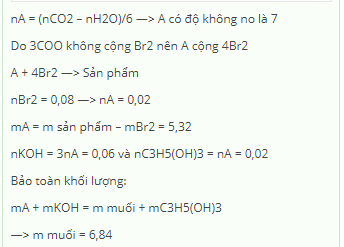 nA = (nCO2 – nH2O)/6 —> A có độ không no là 7
Do 3COO không cộng Br2 nên A cộng 4Br2
A + 4Br2 —> Sản phẩm
nBr2 = 0,08 —> nA = 0,02
mA = m sản phẩm – mBr2 = 5,32
nKOH = 3nA = 0,06 và nC3H5(OH)3 = nA = 0,02
Bảo toàn khối lượng:
mA + mKOH = m muối + mC3H5(OH)3
—> m muối = 6,84